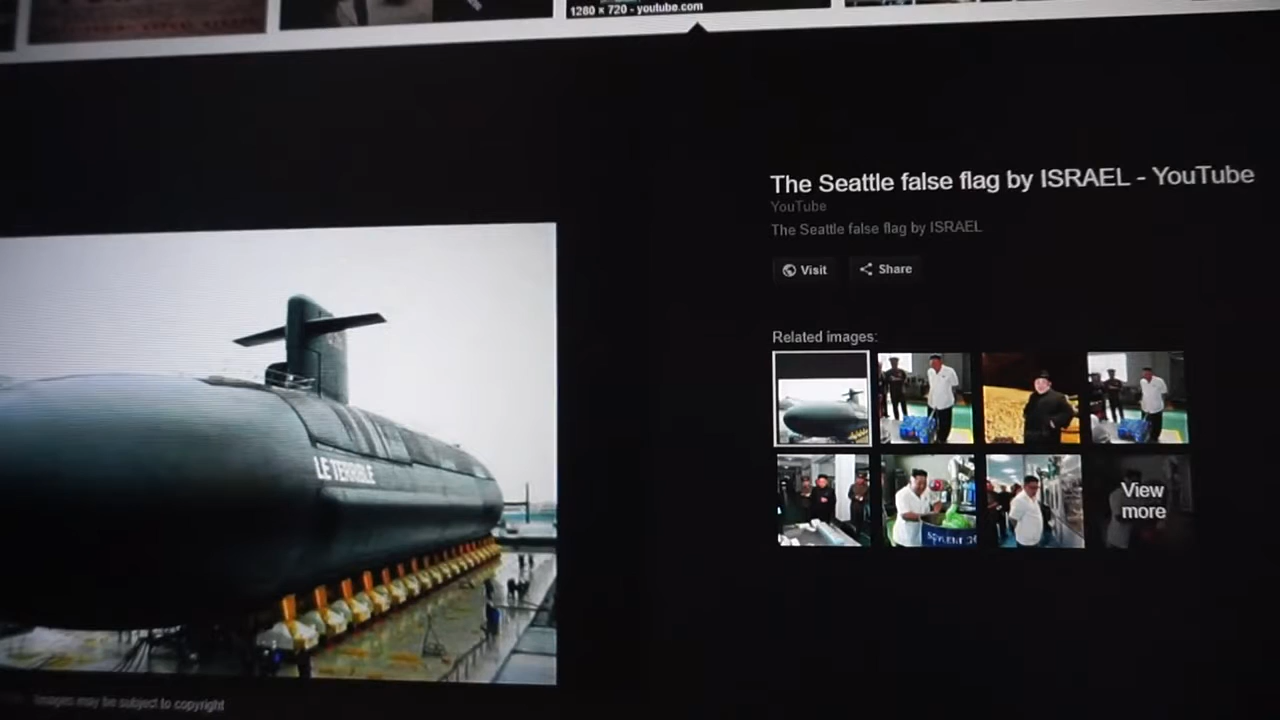 1280 × 720 - youtube.com
The Seattle false flag by ISRAEL - YouTube
YouTube
The Seattle false flag by ISRAEL
Visit
Share
Related images:
LE TERRIBLE
View
more
Images may be subject to copyright